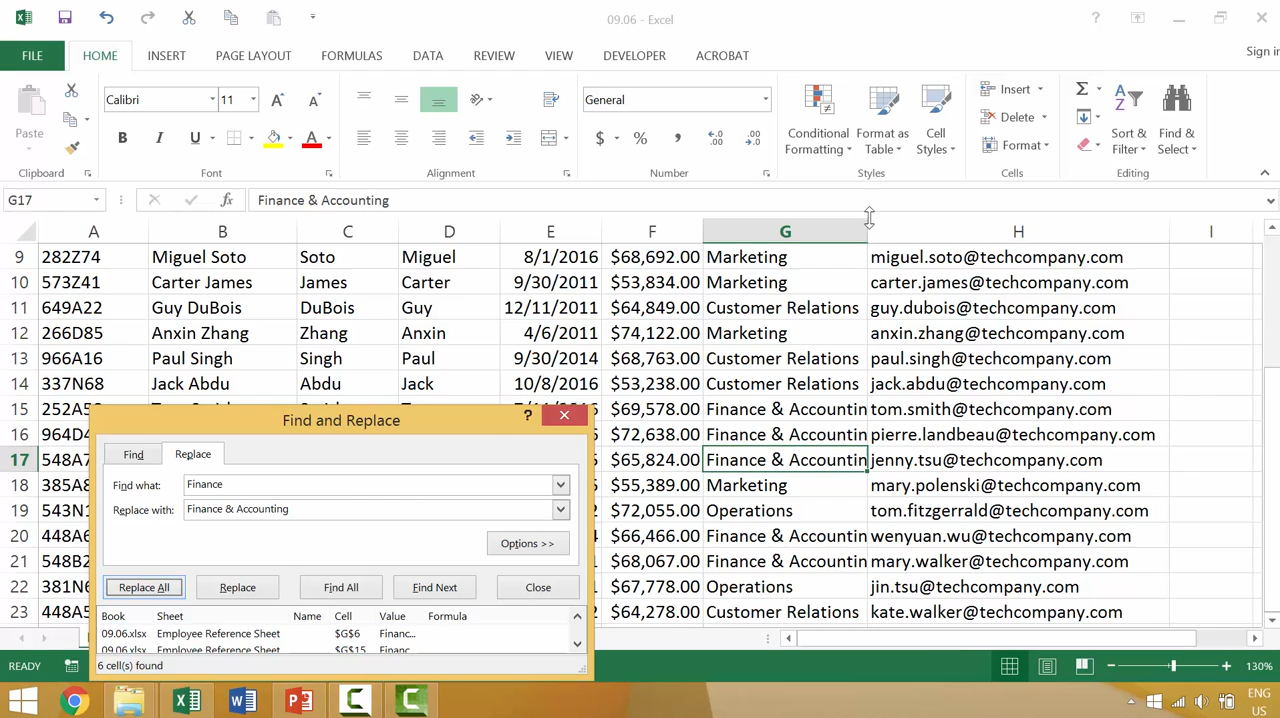 09.06 - Excel
?
Sign in
FILE HOME INSERT PAGE LAYOUT FORMULAS DATA REVIEW VIEW DEVELOPER ACROBAT
Paste
Clipboard
Calibri 11
B I U A
Font
Alignment
General
$ % ,
Number
Conditional Formatting
Format as Table
Cell Styles
Styles
Insert
Delete
Format
Cells
Sort & Filter
Find & Select
Editing
G17 fx Finance & Accounting
A B C D E F G H I
9 282Z74 Miguel Soto Soto Miguel 8/1/2016 $68,692.00 Marketing miguel.soto@techcompany.com
10 573Z41 Carter James James Carter 9/30/2011 $53,834.00 Marketing carter.james@techcompany.com
11 649A22 Guy DuBois DuBois Guy 12/11/2011 $64,849.00 Customer Relations guy.dubois@techcompany.com
12 266D85 Anxin Zhang Zhang Anxin 4/6/2011 $74,122.00 Marketing anxin.zhang@techcompany.com
13 966A16 Paul Singh Singh Paul 9/30/2014 $68,763.00 Customer Relations paul.singh@techcompany.com
14 337N68 Jack Abdu Abdu Jack 10/8/2016 $53,238.00 Customer Relations jack.abdu@techcompany.com
15 $69,578.00 Finance & Accountin tom.smith@techcompany.com
16 $72,638.00 Finance & Accountin pierre.landbeau@techcompany.com
17 $65,824.00 Finance & Accountin jenny.tsu@techcompany.com
18 $55,389.00 Marketing mary.polenski@techcompany.com
19 $72,055.00 Operations tom.fitzgerrald@techcompany.com
20 $66,466.00 Finance & Accountin wenyuan.wu@techcompany.com
21 $68,067.00 Finance & Accountin mary.walker@techcompany.com
22 $67,778.00 Operations jin.tsu@techcompany.com
23 $64,278.00 Customer Relations kate.walker@techcompany.com
Find and Replace ?
Find Replace
Find what: Finance
Replace with: Finance & Accounting
Options >>
Replace All Replace Find All Find Next Close
Book Sheet Name Cell Value Formula
09.06.xlsx Employee Reference Sheet $G$6 Financ...
09.06.xlsx Employee Reference Sheet $G$15 Financ
6 cell(s) found
READY
130%
ENG
US